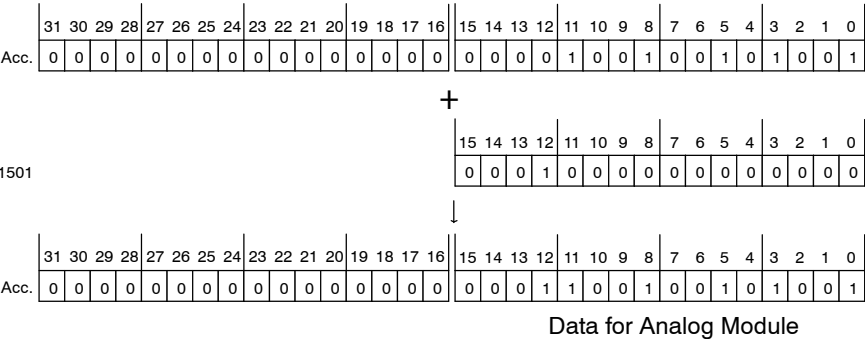 31 30 29 28 27 26 25 24 23 22 21 20 19 18 17 16 15 14 13 12 11 10 9 8 7 6 5 4 3 2 1 0
Acc. 0 0 0 0 0 0 0 0 0 0 0 0 0 0 0 0 0 0 0 0 1 0 0 1 0 0 1 0 1 0 0 1
+
15 14 13 12 11 10 9 8 7 6 5 4 3 2 1 0
1501 0 0 0 1 0 0 0 0 0 0 0 0 0 0 0 0
↓
31 30 29 28 27 26 25 24 23 22 21 20 19 18 17 16 15 14 13 12 11 10 9 8 7 6 5 4 3 2 1 0
Acc. 0 0 0 0 0 0 0 0 0 0 0 0 0 0 0 0 0 0 0 1 1 0 0 1 0 0 1 0 1 0 0 1
Data for Analog Module